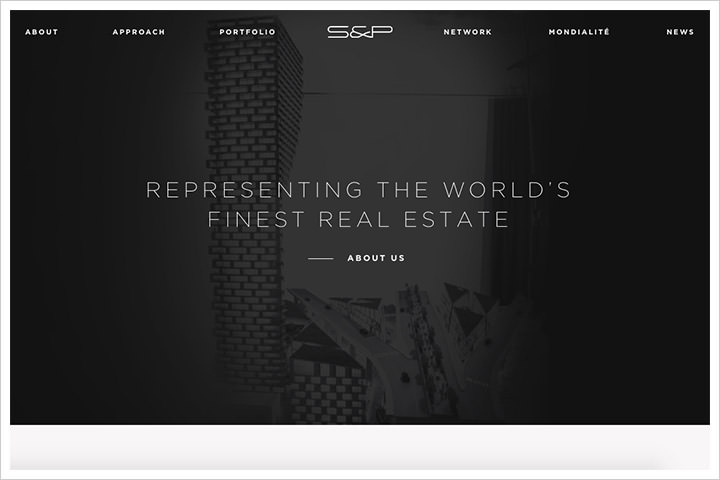 ABOUT
APPROACH
PORTFOLIO
S&P
NETWORK
MONDIALITÉ
NEWS
REPRESENTING THE WORLD'S
FINEST REAL ESTATE
ABOUT US